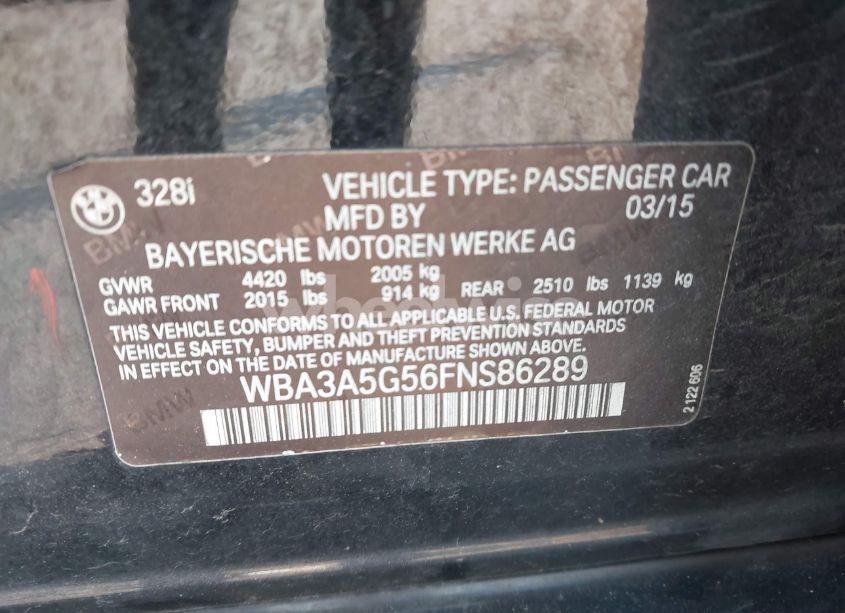 328i VEHICLE TYPE: PASSENGER CAR
MFD BY 03/15
BAYERISCHE MOTOREN WERKE AG
GVWR 4420 lbs 2005 kg
GAWR FRONT 2015 lbs 914 kg REAR 2510 lbs 1139 kg
THIS VEHICLE CONFORMS TO ALL APPLICABLE U.S. FEDERAL MOTOR
VEHICLE SAFETY, BUMPER AND THEFT PREVENTION STANDARDS
IN EFFECT ON THE DATE OF MANUFACTURE SHOWN ABOVE.
WBA3A5G56FNS86289
2 122 606
BMW
BMW